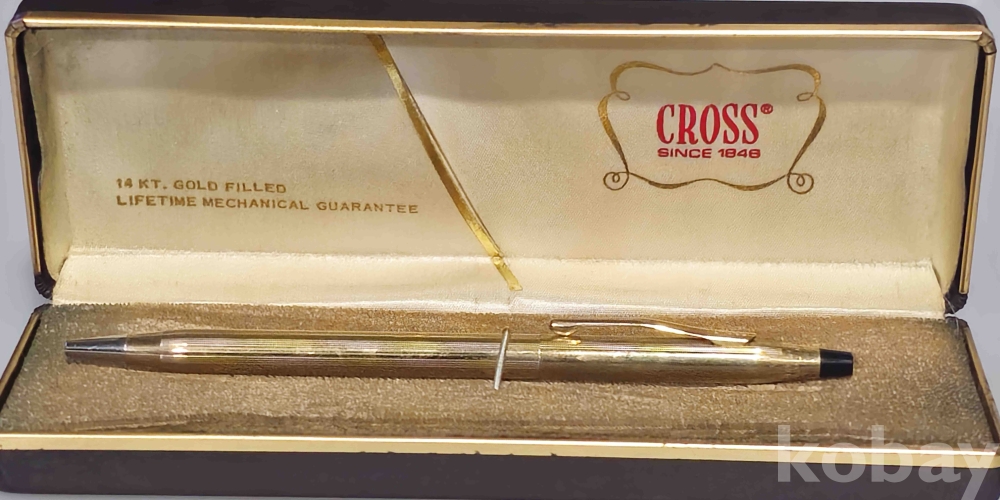 CROSS®
SINCE 1846
14 KT. GOLD FILLED
LIFETIME MECHANICAL GUARANTEE
kobay